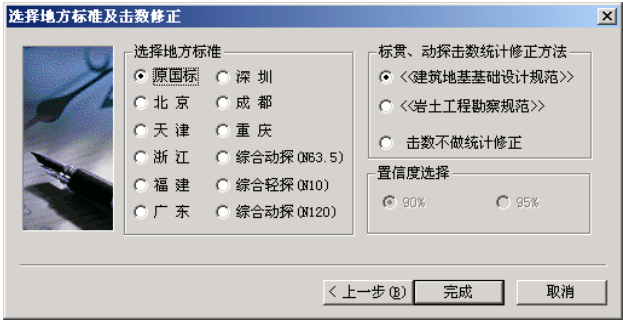 选择地方标准及击数修正
选择地方标准
原国标 深 圳
北 京 成 都
天 津 重 庆
浙 江 综合动探(N63.5)
福 建 综合轻探(N10)
广 东 综合动探(N120)
标贯、动探击数统计修正方法
<<建筑地基基础设计规范>>
<<岩土工程勘察规范>>
击数不做统计修正
置信度选择
90% 95%
< 上一步(B) 完成 取消